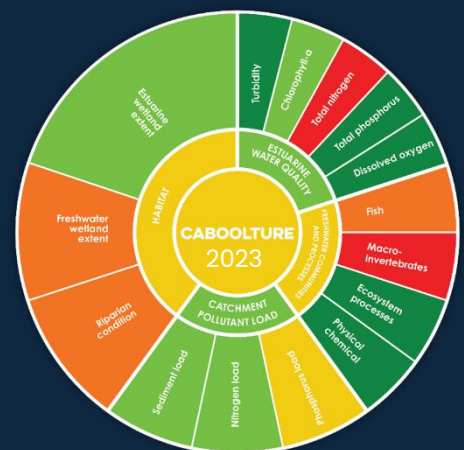 CABOOLTURE
2023
HABITAT
ESTUARINE
WATER QUALITY
FRESHWATER COMMUNITIES
AND PROCESSES
CATCHMENT
POLLUTANT LOAD
Estuarine
wetland
extent
Turbidity
Chlorophyll-a
Total nitrogen
Total phosphorus
Dissolved oxygen
Fish
Macro-
invertebrates
Ecosystem
processes
Physical
chemical
Phosphorus load
Nitrogen load
Sediment load
Riparian
condition
Freshwater
wetland
extent